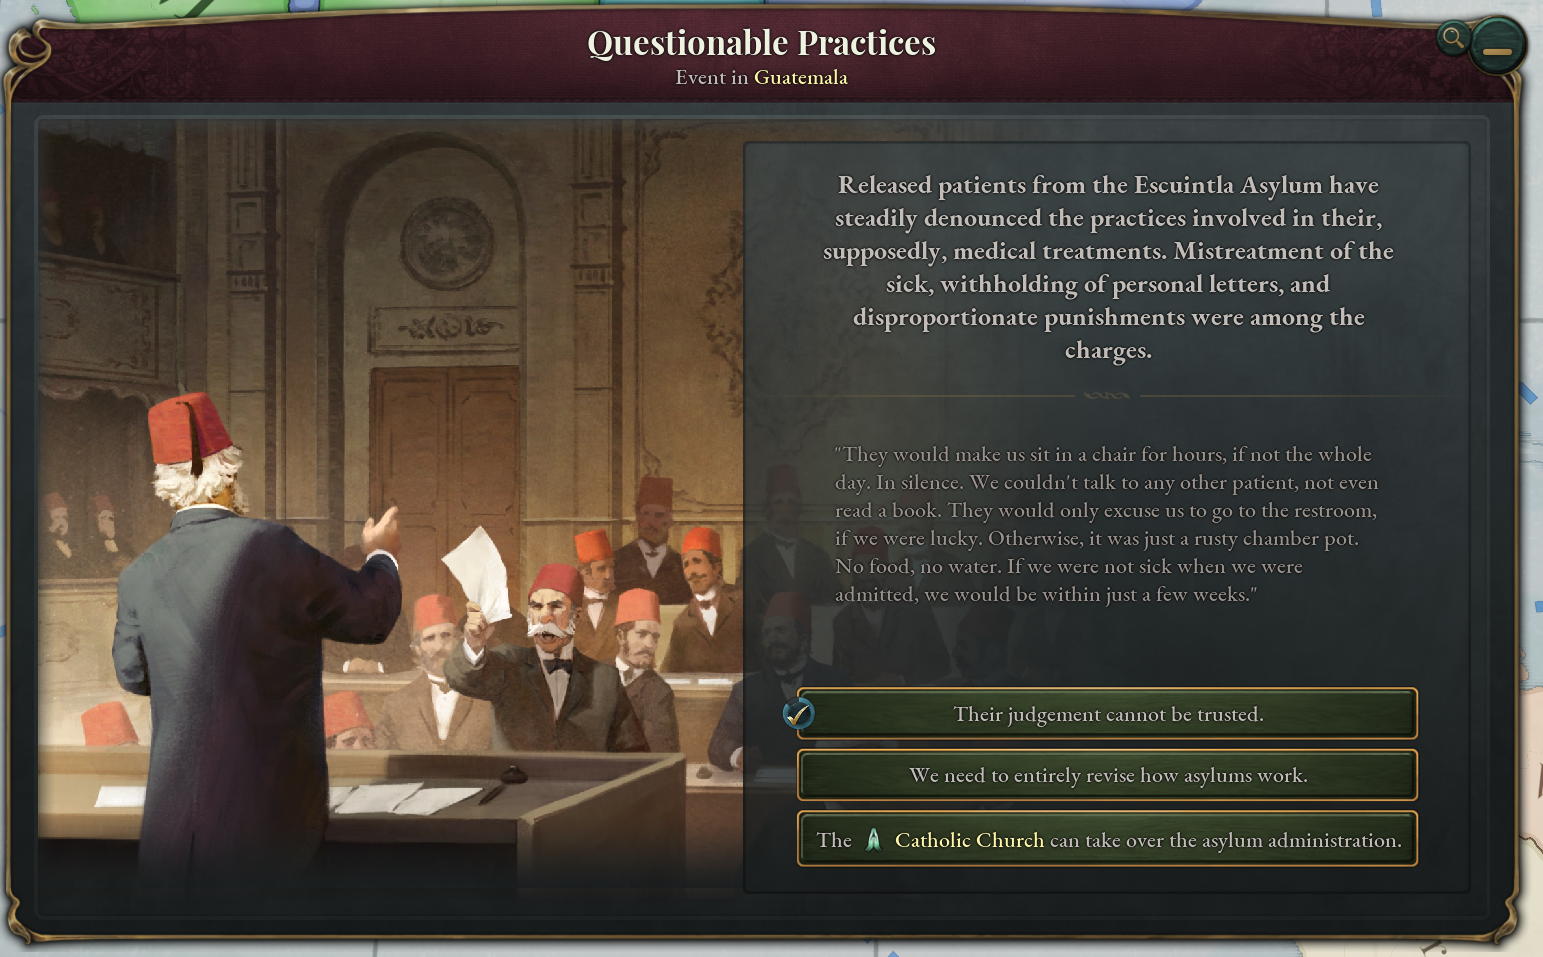 Questionable Practices
Event in Guatemala
Released patients from the Escuintla Asylum have
steadily denounced the practices involved in their,
supposedly, medical treatments. Mistreatment of the
sick, withholding of personal letters, and
disproportionate punishments were among the
charges.
"They would make us sit in a chair for hours, if not the whole
day. In silence. We couldn't talk to any other patient, not even
read a book. They would only excuse us to go to the restroom,
if we were lucky. Otherwise, it was just a rusty chamber pot.
No food, no water. If we were not sick when we were
admitted, we would be within just a few weeks."
Their judgement cannot be trusted.
We need to entirely revise how asylums work.
The Catholic Church can take over the asylum administration.